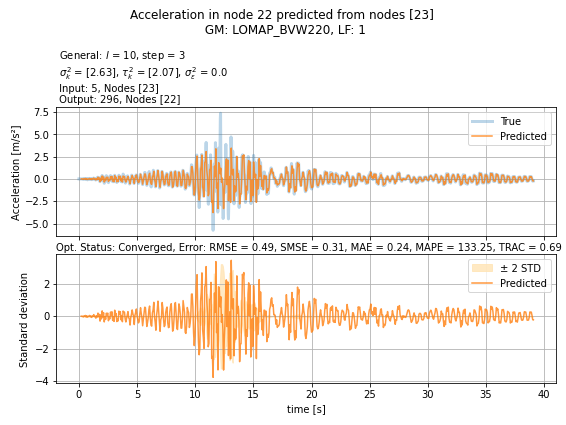 Acceleration in node 22 predicted from nodes [23]
GM: LOMAP_BVW220, LF: 1
General: l = 10, step = 3
σ²ₖ = [2.63], τ²ₖ = [2.07], σ²ε = 0.0
Input: 5, Nodes [23]
Output: 296, Nodes [22]
Acceleration [m/s²]
7.5
5.0
2.5
0.0
−2.5
−5.0
True
Predicted
Opt. Status: Converged, Error: RMSE = 0.49, SMSE = 0.31, MAE = 0.24, MAPE = 133.25, TRAC = 0.69
Standard deviation
2
0
−2
−4
± 2 STD
Predicted
0 5 10 15 20 25 30 35 40
time [s]